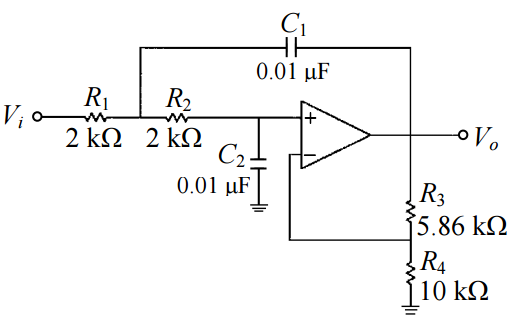 C₁
0.01 μF
R₁ R₂
Vᵢ
2 kΩ 2 kΩ
+
Vₒ
C₂
−
0.01 μF
R₃
5.86 kΩ
R₄
10 kΩ